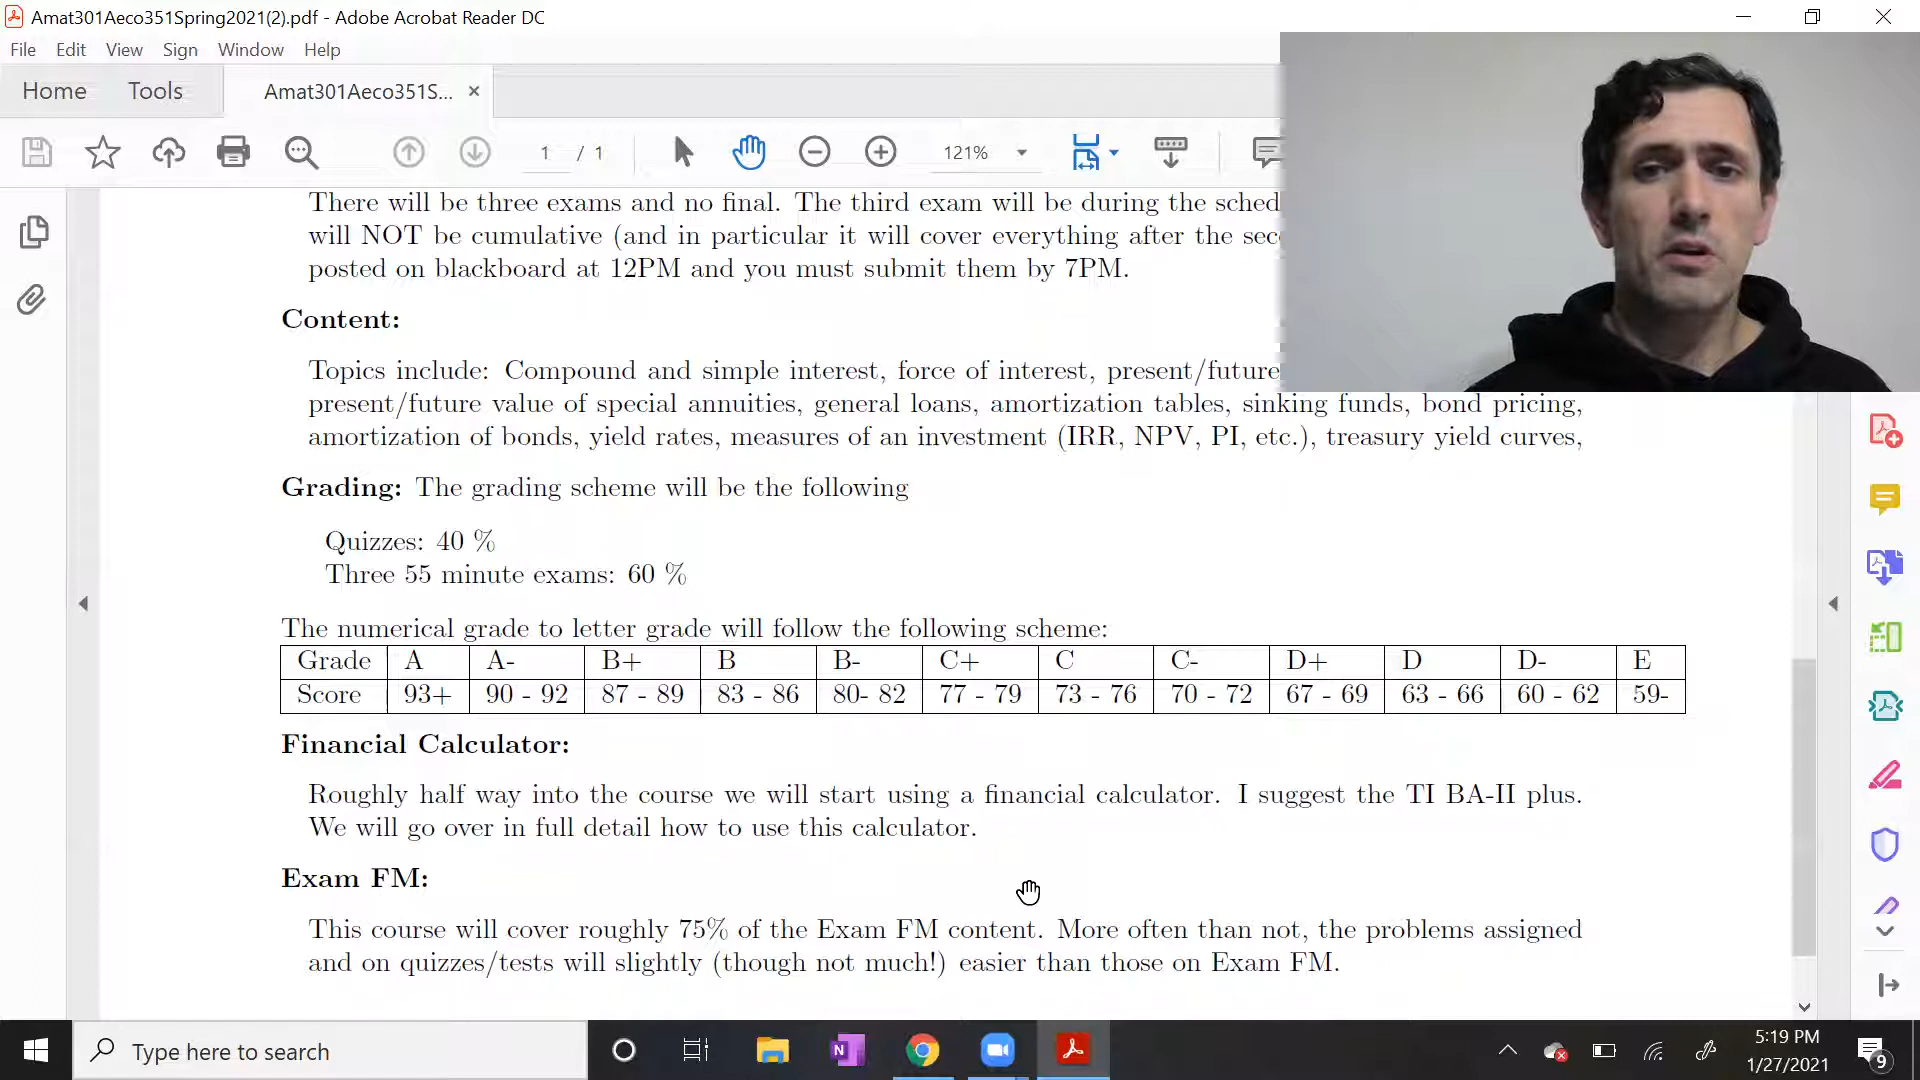 Amat301Aeco351Spring2021(2).pdf - Adobe Acrobat Reader DC
File Edit View Sign Window Help
Home Tools Amat301Aeco351S... ×
1 / 1 121%
There will be three exams and no final. The third exam will be during the sched
will NOT be cumulative (and in particular it will cover everything after the sec
posted on blackboard at 12PM and you must submit them by 7PM.
Content:
Topics include: Compound and simple interest, force of interest, present/future
present/future value of special annuities, general loans, amortization tables, sinking funds, bond pricing,
amortization of bonds, yield rates, measures of an investment (IRR, NPV, PI, etc.), treasury yield curves,
Grading: The grading scheme will be the following
Quizzes: 40 %
Three 55 minute exams: 60 %
The numerical grade to letter grade will follow the following scheme:
Grade A A- B+ B B- C+ C C- D+ D D- E
Score 93+ 90 - 92 87 - 89 83 - 86 80- 82 77 - 79 73 - 76 70 - 72 67 - 69 63 - 66 60 - 62 59-
Financial Calculator:
Roughly half way into the course we will start using a financial calculator. I suggest the TI BA-II plus.
We will go over in full detail how to use this calculator.
Exam FM:
This course will cover roughly 75% of the Exam FM content. More often than not, the problems assigned
and on quizzes/tests will slightly (though not much!) easier than those on Exam FM.
Type here to search
N
5:19 PM
1/27/2021
9